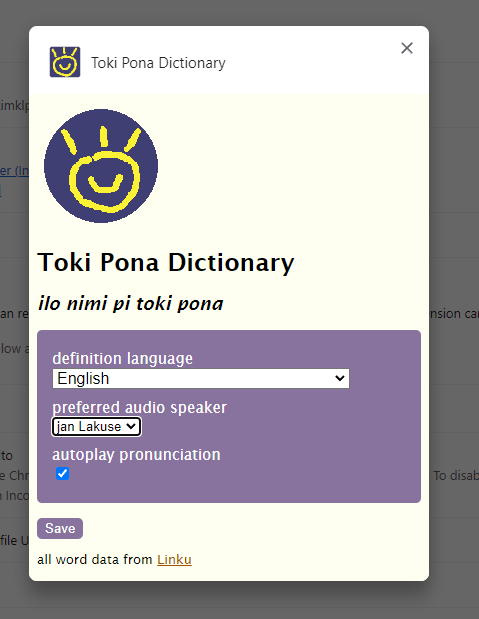 Toki Pona Dictionary
Toki Pona Dictionary
ilo nimi pi toki pona
definition language
English
preferred audio speaker
jan Lakuse
autoplay pronunciation
Save
all word data from Linku